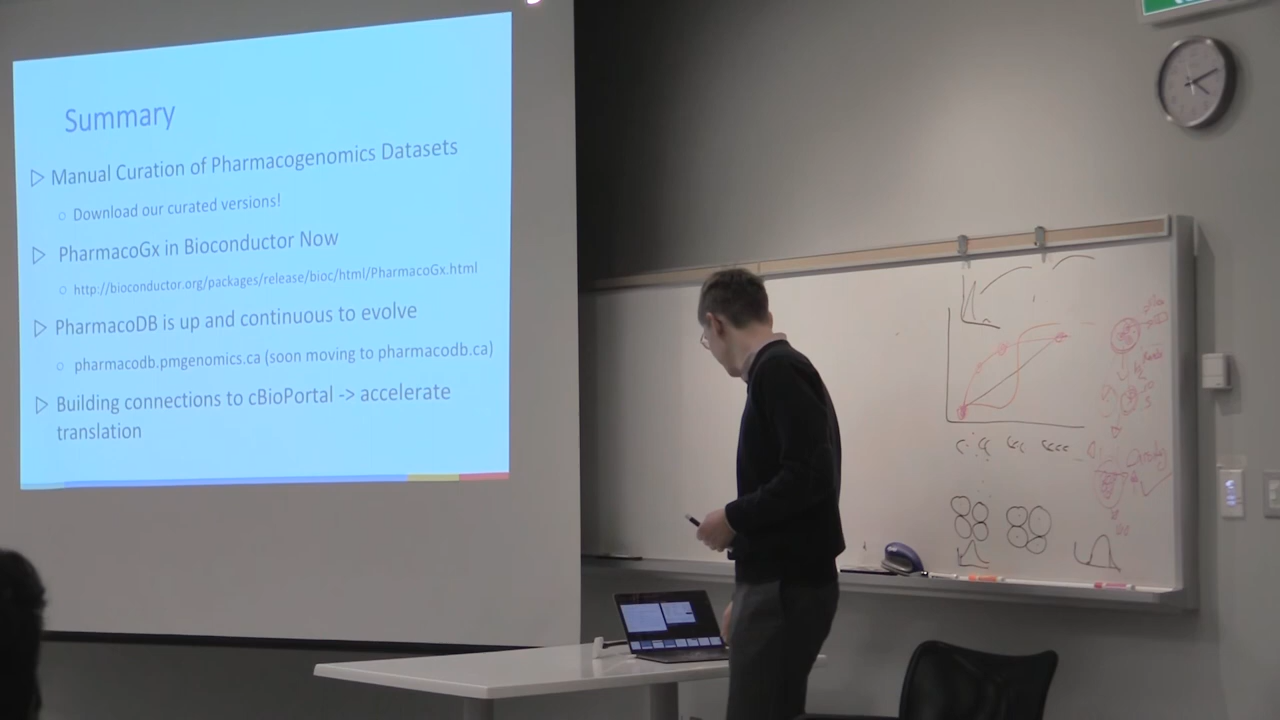 Summary
Manual Curation of Pharmacogenomics Datasets
Download our curated versions!
PharmacoGx in Bioconductor Now
http://bioconductor.org/packages/release/bioc/html/PharmacoGx.html
PharmacoDB is up and continuous to evolve
pharmacodb.pmgenomics.ca (soon moving to pharmacodb.ca)
Building connections to cBioPortal -> accelerate
translation